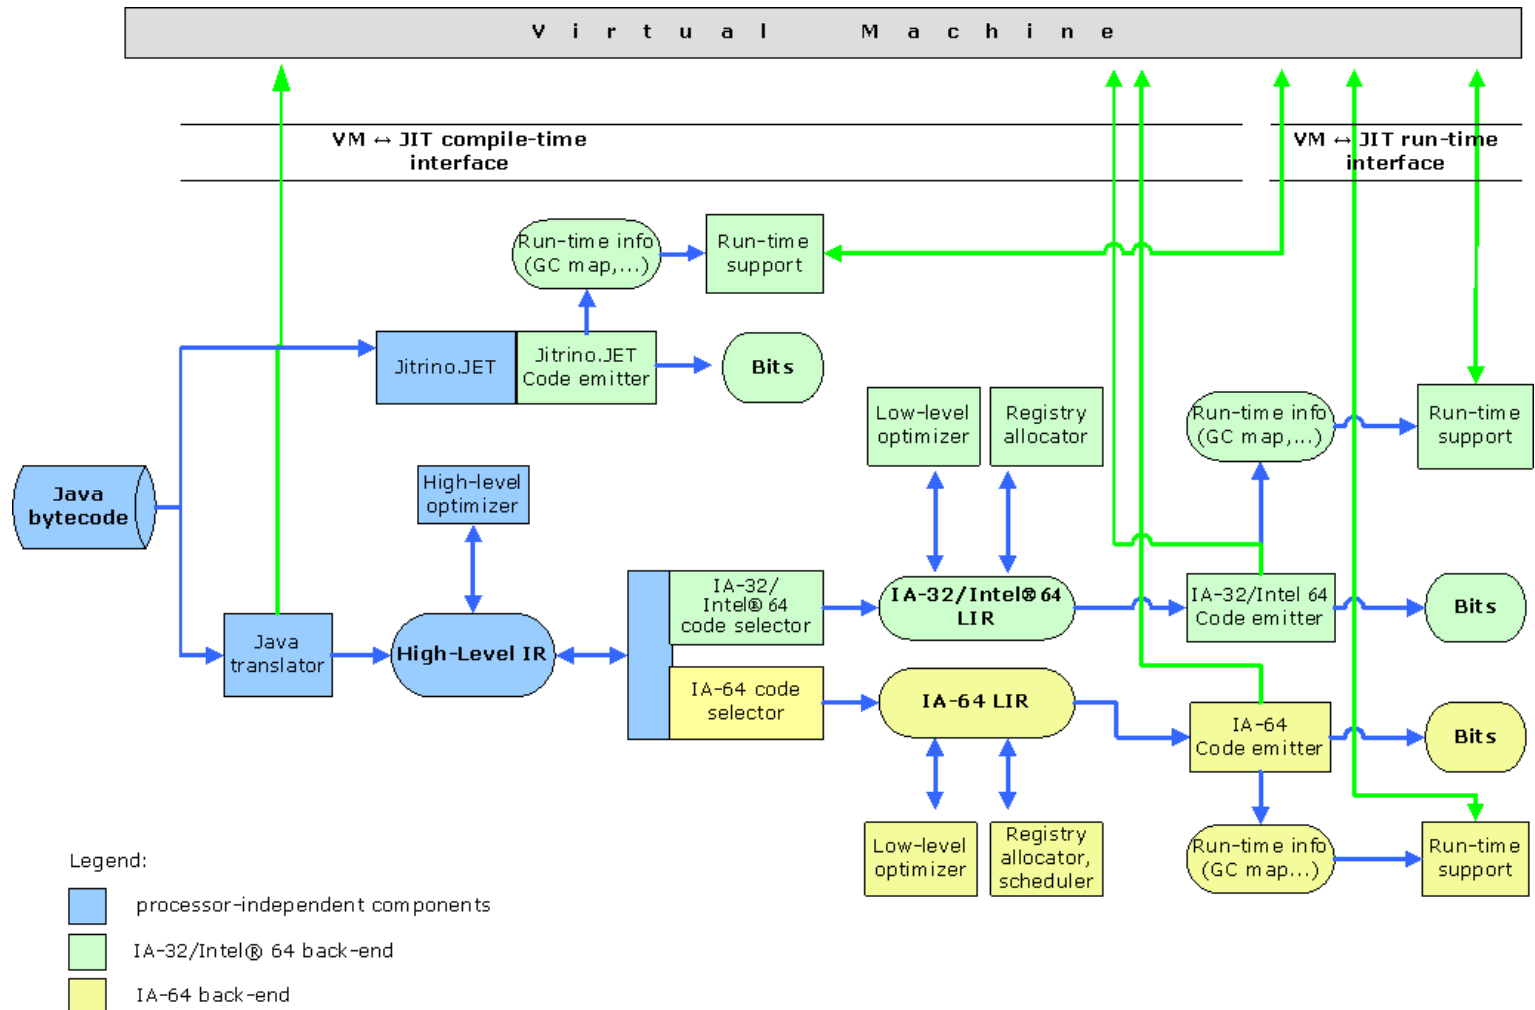 Virtual Machine
VM ↔ JIT compile-time
interface
VM ↔ JIT run-time
interface
Run-time info
(GC map,...)
Run-time
support
Jitrino.JET
Jitrino.JET
Code emitter
Bits
Low-level
optimizer
Registry
allocator
Run-time info
(GC map,...)
Run-time
support
Java
bytecode
High-level
optimizer
IA-32/
Intel® 64
code selector
IA-32/Intel® 64
LIR
IA-32/Intel 64
Code emitter
Bits
Java
translator
High-Level IR
IA-64 code
selector
IA-64 LIR
IA-64
Code emitter
Bits
Low-level
optimizer
Registry
allocator,
scheduler
Run-time info
(GC map...)
Run-time
support
Legend:
processor-independent components
IA-32/Intel® 64 back-end
IA-64 back-end